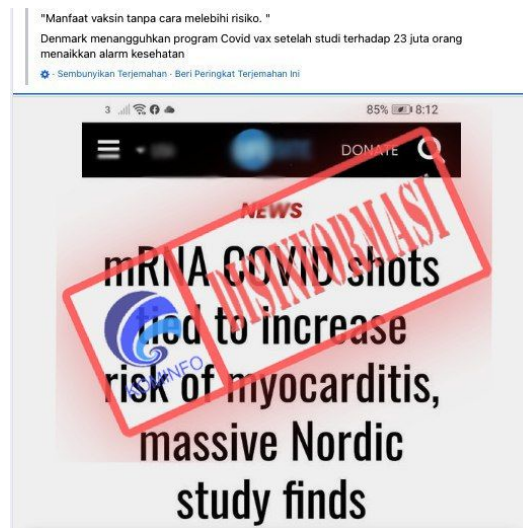 "Manfaat vaksin tanpa cara melebihi risiko. "
Denmark menangguhkan program Covid vax setelah studi terhadap 23 juta orang
menaikkan alarm kesehatan
· Sembunyikan Terjemahan · Beri Peringkat Terjemahan Ini
3 85% 8:12
DONATE
NEWS
mRNA COVID shots
tied to increase
risk of myocarditis,
massive Nordic
study finds
DISINFORMASI
KOMINFO